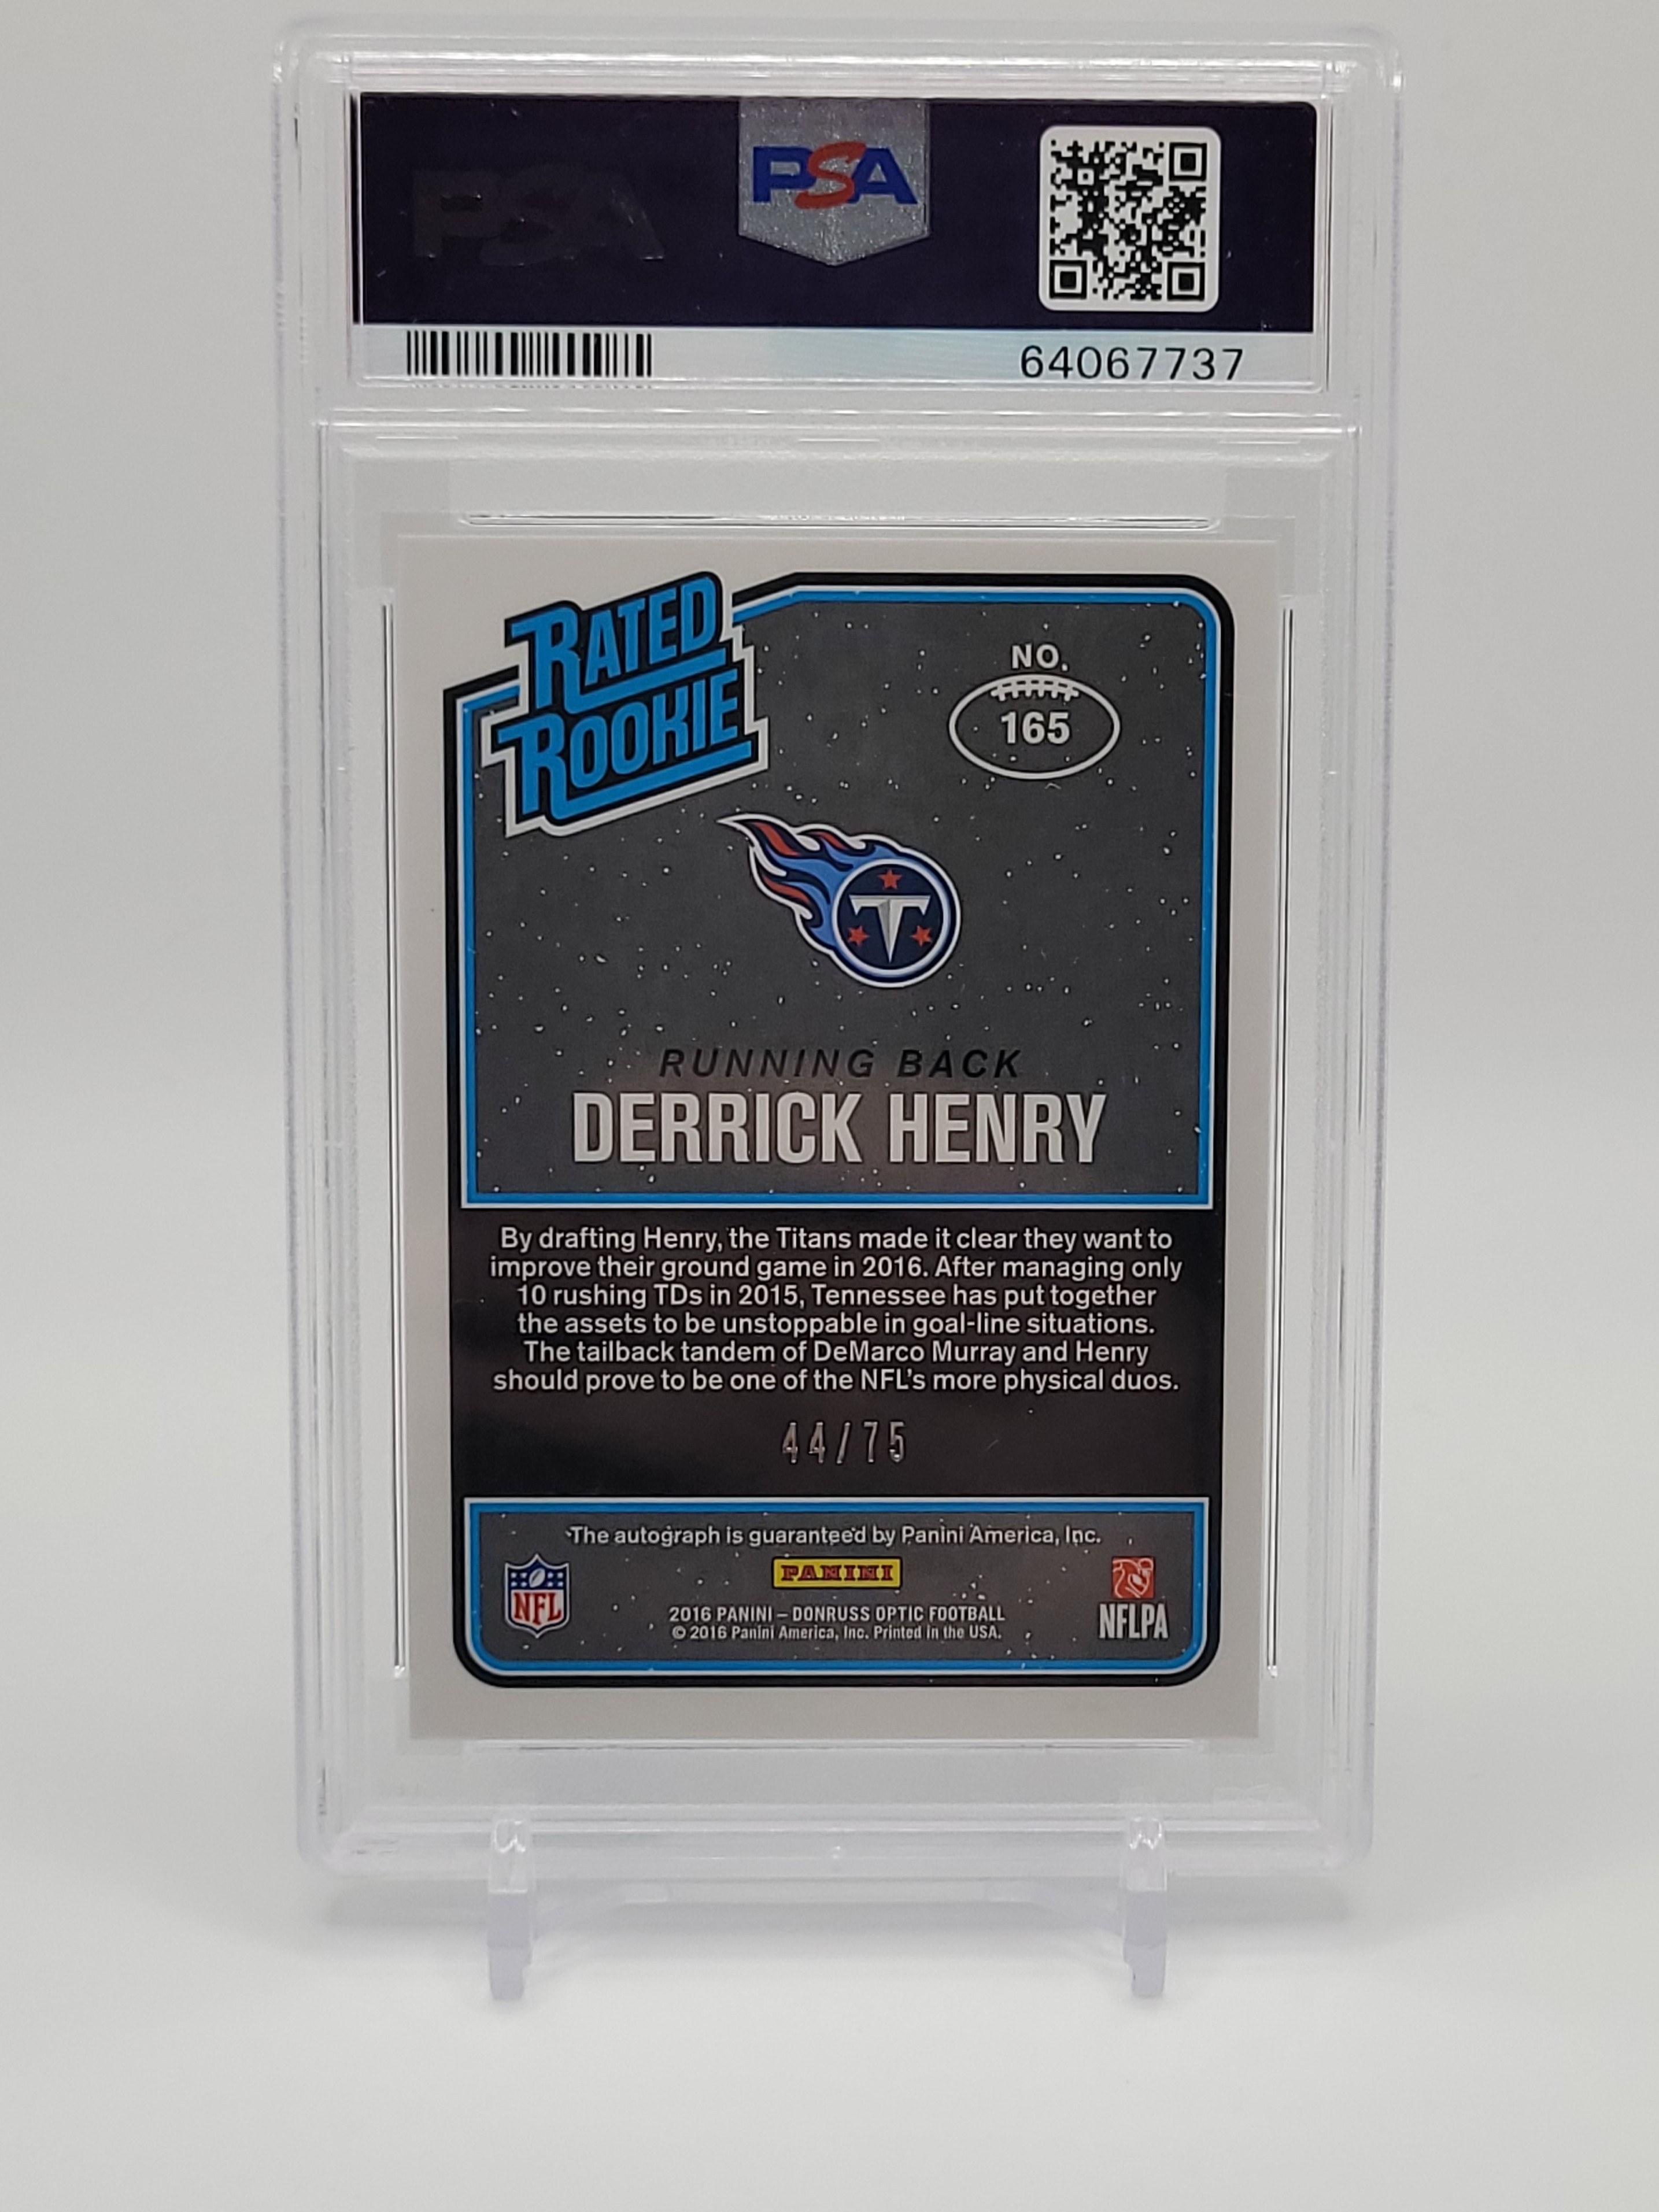 PSA
PSA
64067737
RATED
ROOKIE
NO.
165
T
RUNNING BACK
DERRICK HENRY
By drafting Henry, the Titans made it clear they want to
improve their ground game in 2016. After managing only
10 rushing TDs in 2015, Tennessee has put together
the assets to be unstoppable in goal-line situations.
The tailback tandem of DeMarco Murray and Henry
should prove to be one of the NFL's more physical duos.
44/75
The autograph is guaranteed by Panini America, Inc.
PANINI
NFL
2016 PANINI – DONRUSS OPTIC FOOTBALL
© 2016 Panini America, Inc. Printed in the USA.
NFLPA